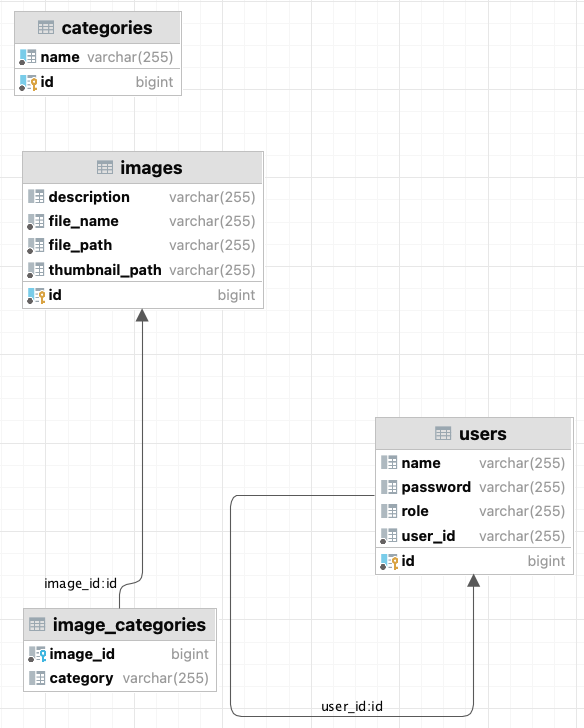 categories
name varchar(255)
id bigint
images
description varchar(255)
file_name varchar(255)
file_path varchar(255)
thumbnail_path varchar(255)
id bigint
users
name varchar(255)
password varchar(255)
role varchar(255)
user_id varchar(255)
id bigint
image_id:id
image_categories
image_id bigint
category varchar(255)
user_id:id